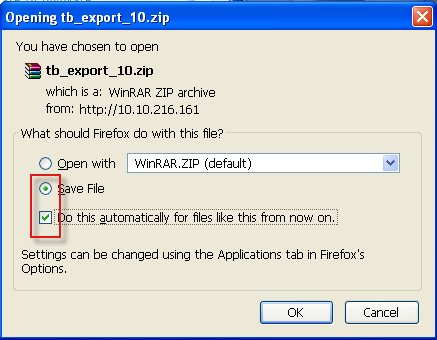 Opening tb_export_10.zip
You have chosen to open
tb_export_10.zip
which is a: WinRAR ZIP archive
from: http://10.10.216.161
What should Firefox do with this file?
Open with WinRAR.ZIP (default)
Save File
Do this automatically for files like this from now on.
Settings can be changed using the Applications tab in Firefox's
Options.
OK Cancel